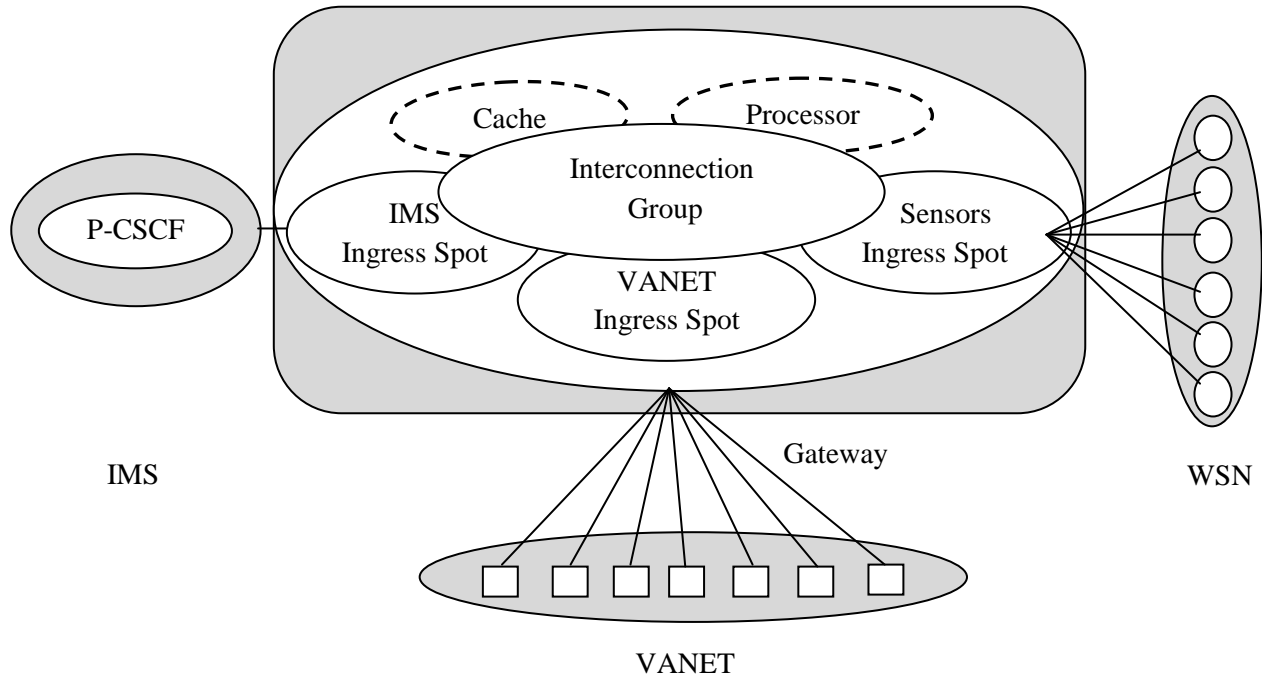 Cache
Processor
Interconnection
Group
P-CSCF
IMS
Ingress Spot
Sensors
Ingress Spot
VANET
Ingress Spot
Gateway
IMS
WSN
VANET